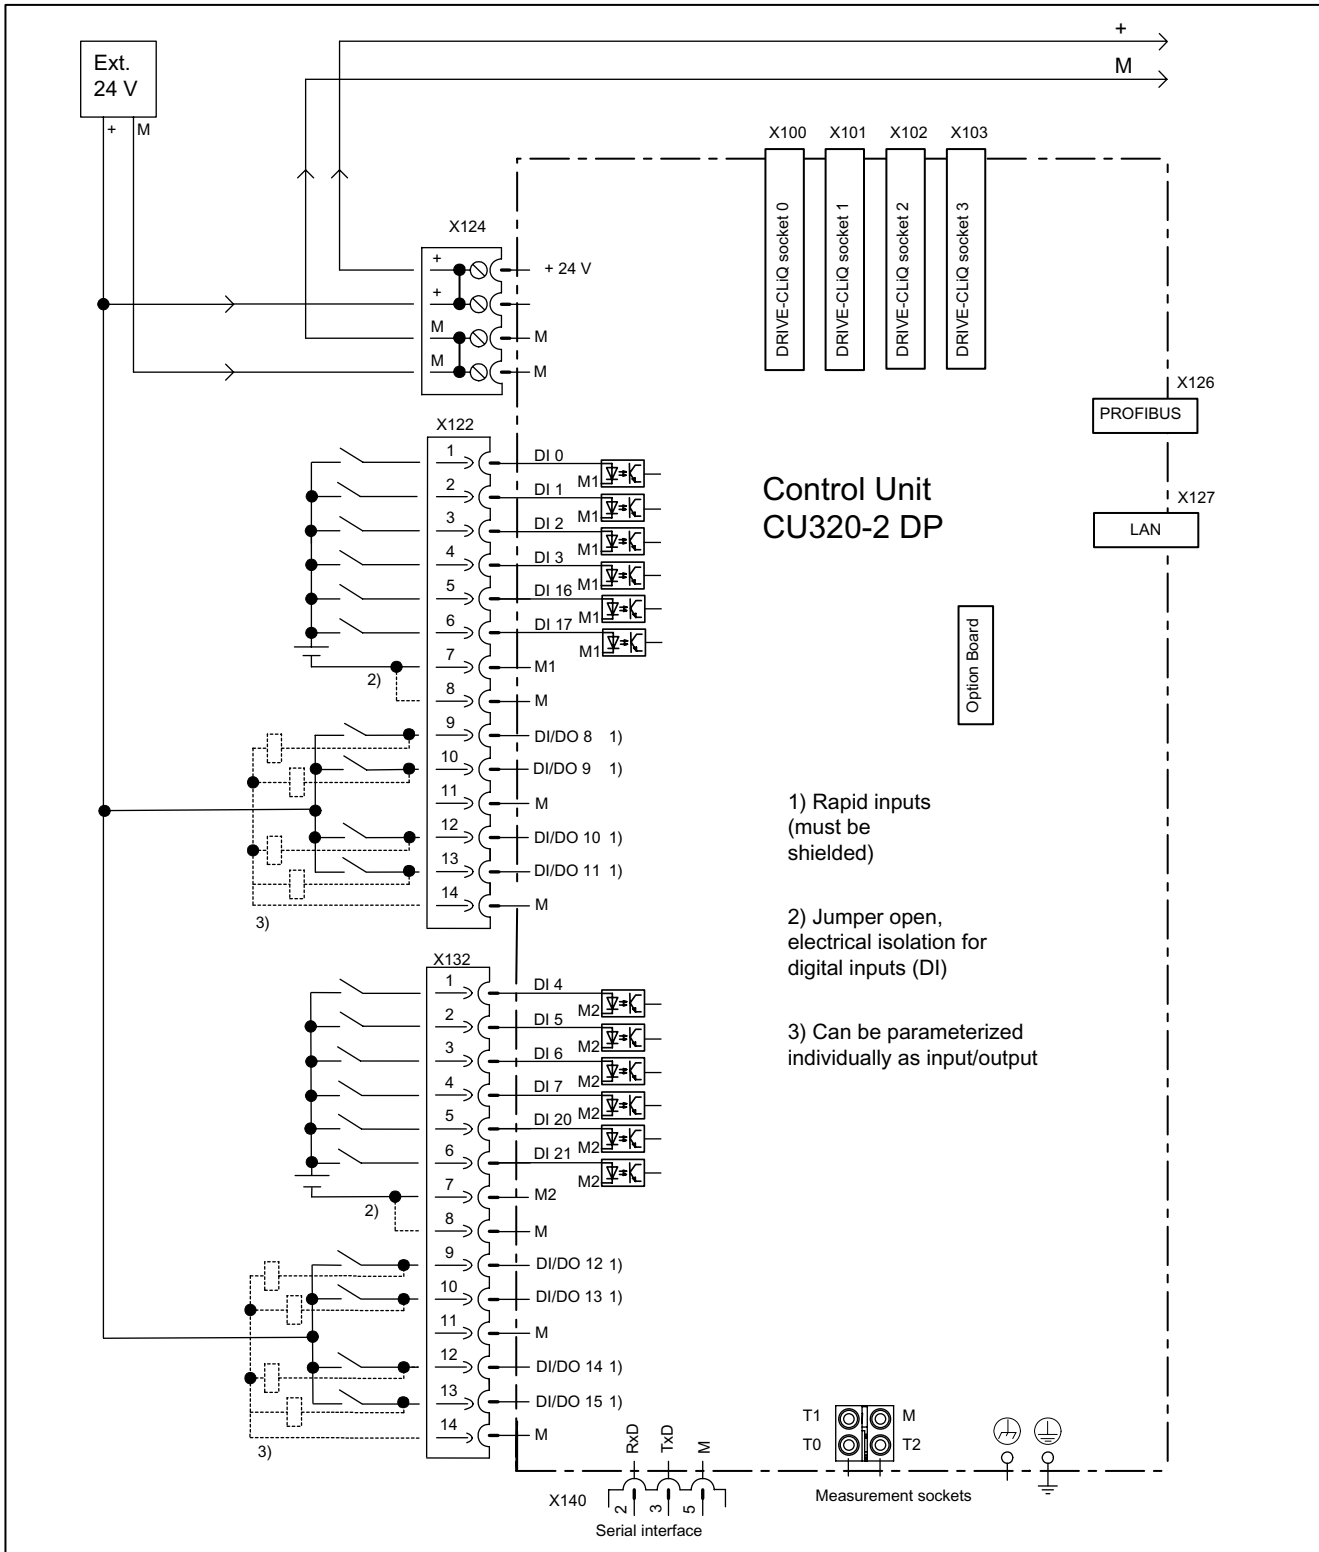 +
M
Ext.
24 V
+ M
X100 X101 X102 X103
DRIVE-CLiQ socket 0
DRIVE-CLiQ socket 1
DRIVE-CLiQ socket 2
DRIVE-CLiQ socket 3
X124
+ + 24 V
+
M M
M M
X126
PROFIBUS
X127
LAN
Control Unit
CU320-2 DP
Option Board
X122
1 DI 0
M1
2 DI 1
M1
3 DI 2
M1
4 DI 3
M1
5 DI 16
M1
6 DI 17
M1
7 M1
2)
8 M
9 DI/DO 8 1)
10 DI/DO 9 1)
11 M
12 DI/DO 10 1)
13 DI/DO 11 1)
14 M
3)
1) Rapid inputs
(must be
shielded)
2) Jumper open,
electrical isolation for
digital inputs (DI)
3) Can be parameterized
individually as input/output
X132
1 DI 4
M2
2 DI 5
M2
3 DI 6
M2
4 DI 7
M2
5 DI 20
M2
6 DI 21
M2
7 M2
2)
8 M
9 DI/DO 12 1)
10 DI/DO 13 1)
11 M
12 DI/DO 14 1)
13 DI/DO 15 1)
14 M
3)
RxD TxD M
X140 2 3 5
Serial interface
T1 M
T0 T2
Measurement sockets